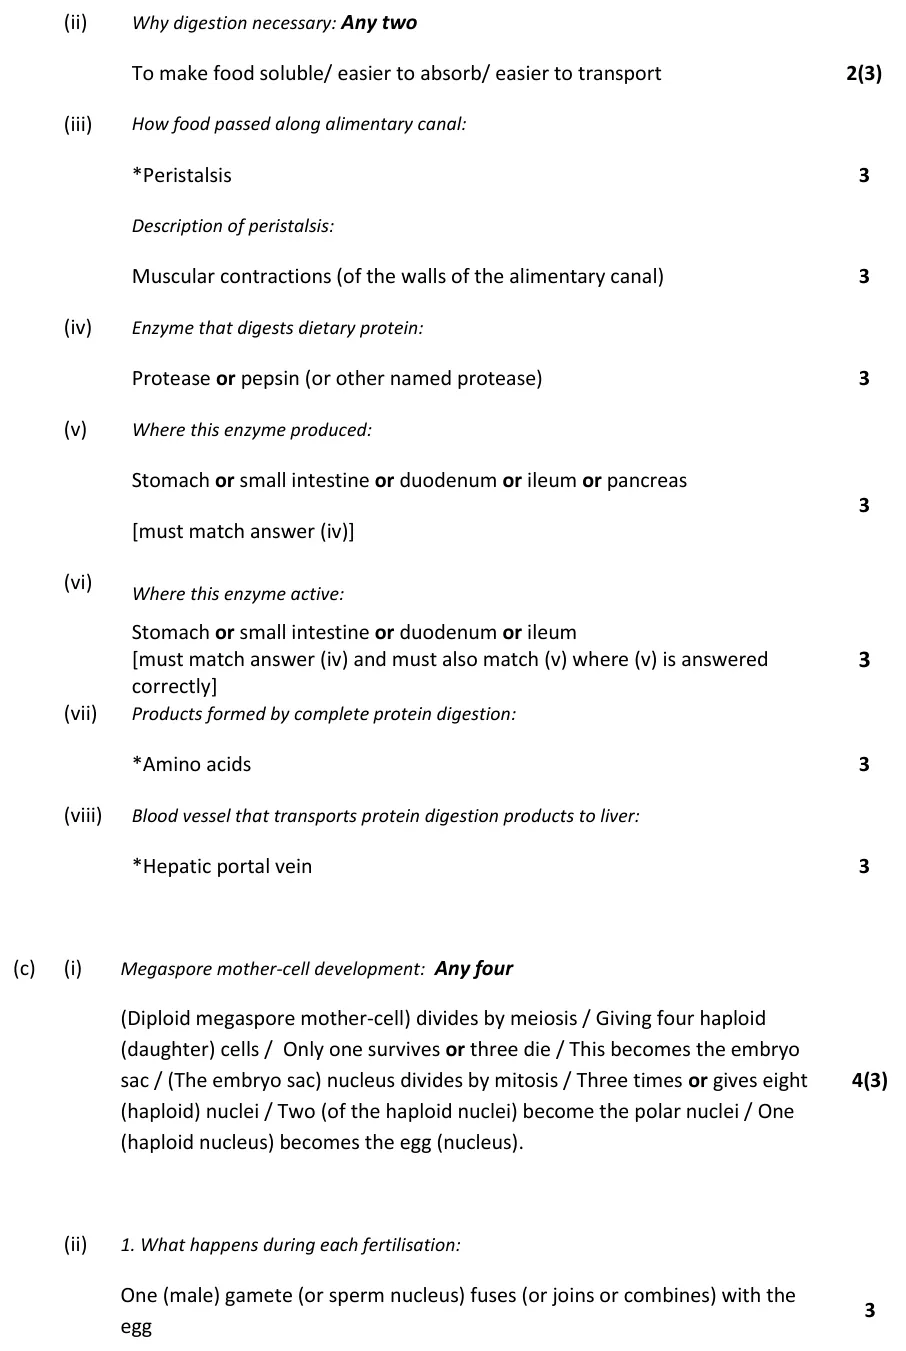 (ii) Why digestion necessary: Any two
To make food soluble/ easier to absorb/ easier to transport 2(3)
(iii) How food passed along alimentary canal:
*Peristalsis 3
Description of peristalsis:
Muscular contractions (of the walls of the alimentary canal) 3
(iv) Enzyme that digests dietary protein:
Protease or pepsin (or other named protease) 3
(v) Where this enzyme produced:
Stomach or small intestine or duodenum or ileum or pancreas
3
[must match answer (iv)]
(vi) Where this enzyme active:
Stomach or small intestine or duodenum or ileum
[must match answer (iv) and must also match (v) where (v) is answered 3
correctly]
(vii) Products formed by complete protein digestion:
*Amino acids 3
(viii) Blood vessel that transports protein digestion products to liver:
*Hepatic portal vein 3
(c) (i) Megaspore mother-cell development: Any four
(Diploid megaspore mother-cell) divides by meiosis / Giving four haploid
(daughter) cells / Only one survives or three die / This becomes the embryo
sac / (The embryo sac) nucleus divides by mitosis / Three times or gives eight 4(3)
(haploid) nuclei / Two (of the haploid nuclei) become the polar nuclei / One
(haploid nucleus) becomes the egg (nucleus).
(ii) 1. What happens during each fertilisation:
One (male) gamete (or sperm nucleus) fuses (or joins or combines) with the
3
egg